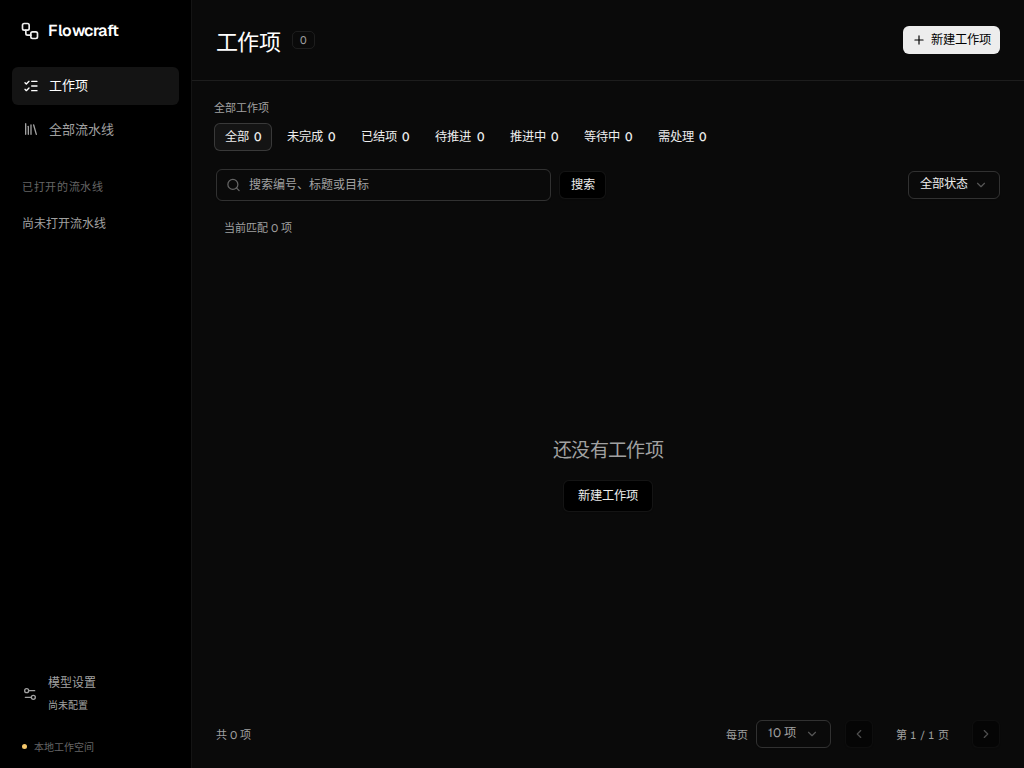 Flowcraft
工作项
全部流水线
已打开的流水线
尚未打开流水线
模型设置
尚未配置
本地工作空间
工作项 0
新建工作项
全部工作项
全部 0 未完成 0 已结项 0 待推进 0 推进中 0 等待中 0 需处理 0
搜索编号、标题或目标 搜索 全部状态
当前匹配 0 项
还没有工作项
新建工作项
共 0 项 每页 10 项 第 1 / 1 页